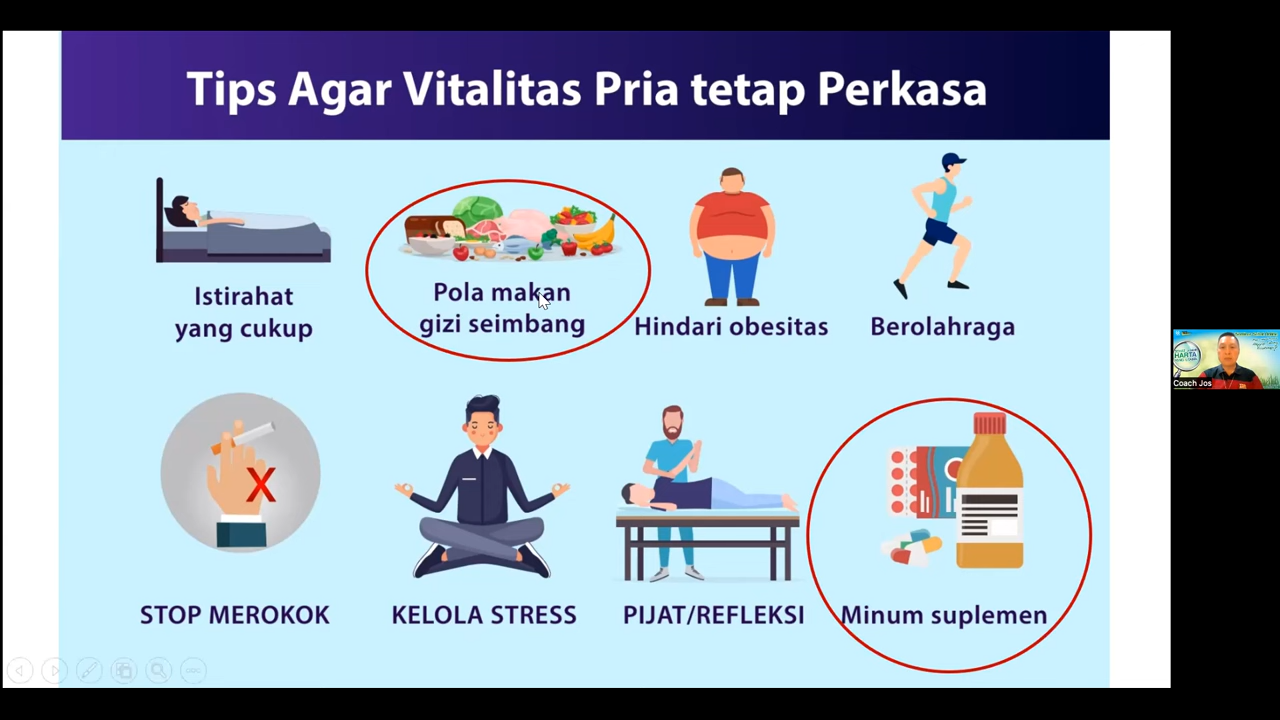 Tips Agar Vitalitas Pria tetap Perkasa
Istirahat
yang cukup
Pola makan
gizi seimbang
Hindari obesitas
Berolahraga
STOP MEROKOK
KELOLA STRESS
PIJAT/REFLEKSI
Minum suplemen
HARTA
Coach Jos